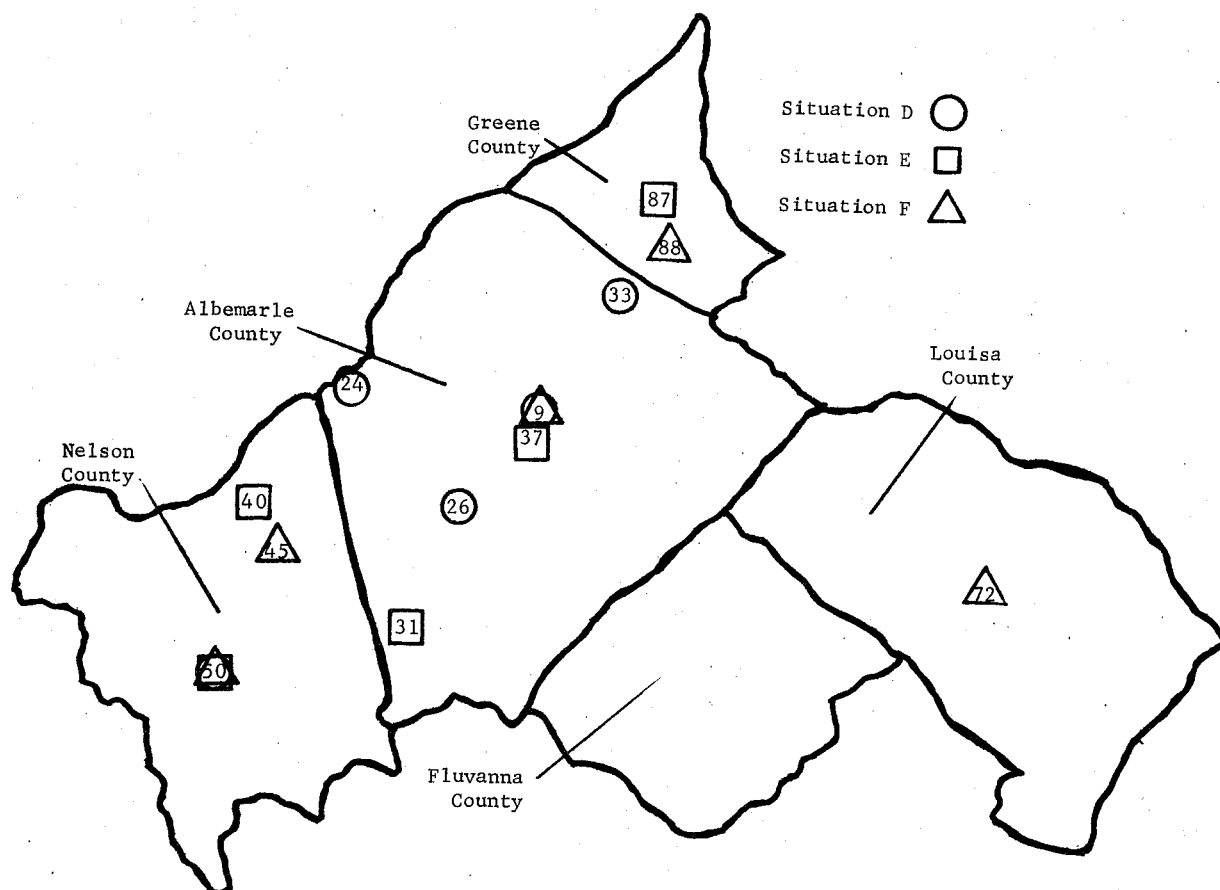 Greene
County
Situation D
Situation E
Situation F
87
88
33
Albemarle
County
Louisa
County
24
9
37
Nelson
County
40
26
45
72
31
50
Fluvanna
County